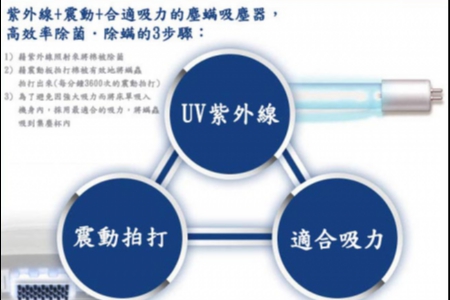 紫外線+震動+合適吸力的塵蟎吸塵器，
高效率除菌．除蟎的3步驟：
1）藉紫外線照射來將棉被除菌
2）藉震動板拍打棉被有效地將蟎蟲
拍打出來(每分鐘3600次的震動拍打)
3）為了避免因強大吸力而將床單吸入
機身內，採用最適合的吸力，將蟎蟲
吸到集塵杯內
UV紫外線
震動拍打
適合吸力